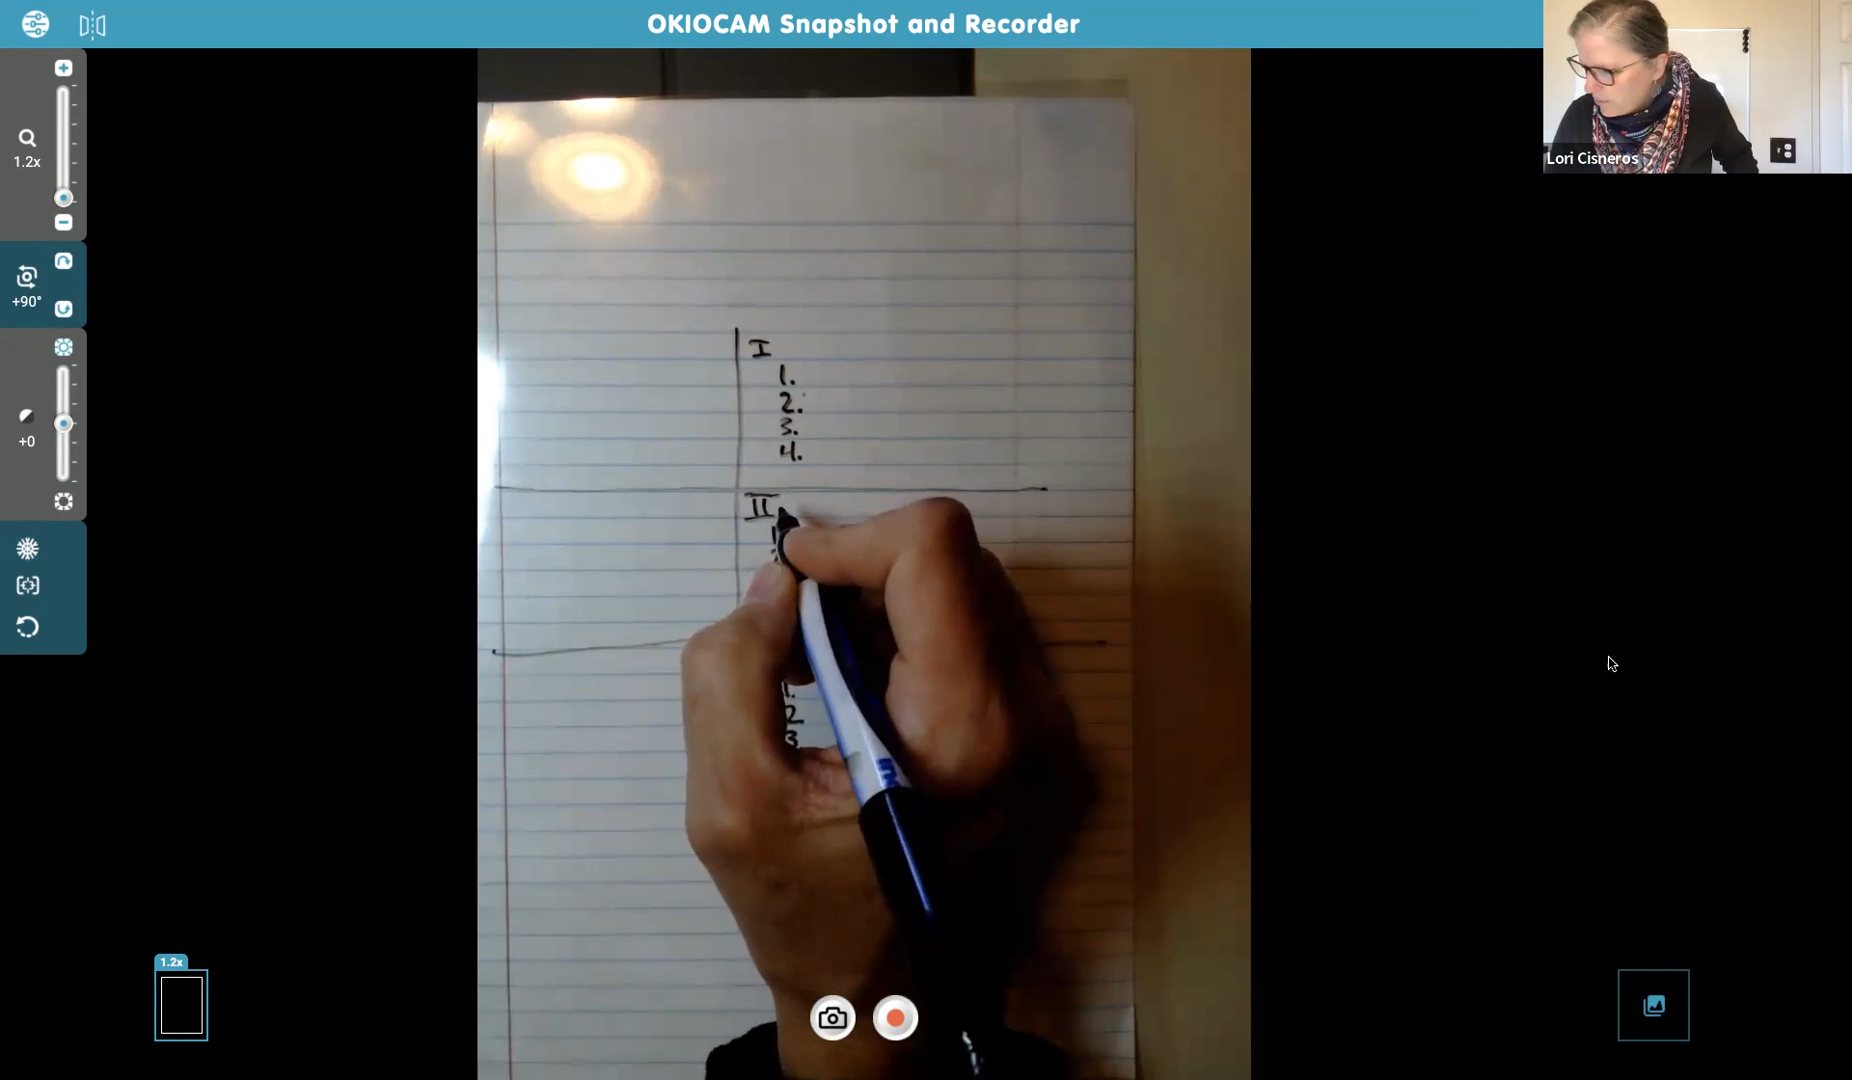 OKIOCAM Snapshot and Recorder
1.2x
+90°
+0
Lori Cisneros
I
1.
2.
3.
4.
II
1
1.
2
3
1.2x